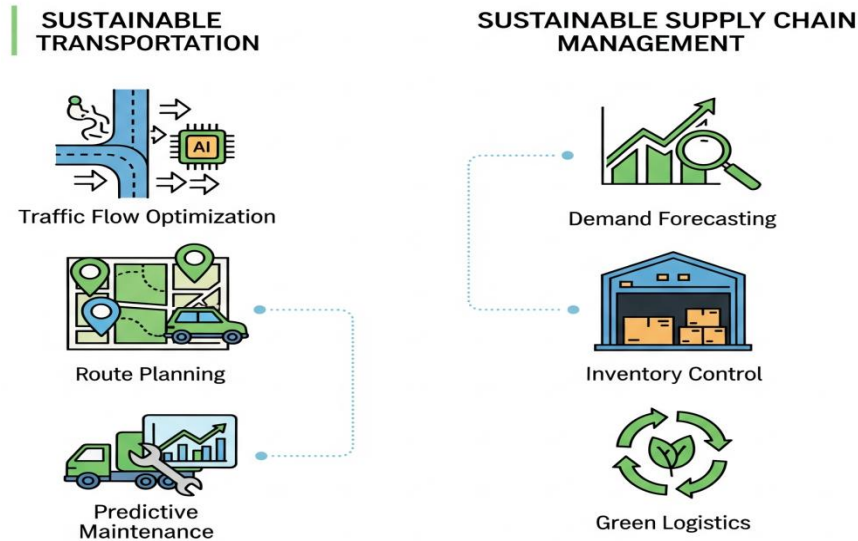 SUSTAINABLE
TRANSPORTATION
AI
Traffic Flow Optimization
Route Planning
Predictive
Maintenance
SUSTAINABLE SUPPLY CHAIN
MANAGEMENT
Demand Forecasting
Inventory Control
Green Logistics